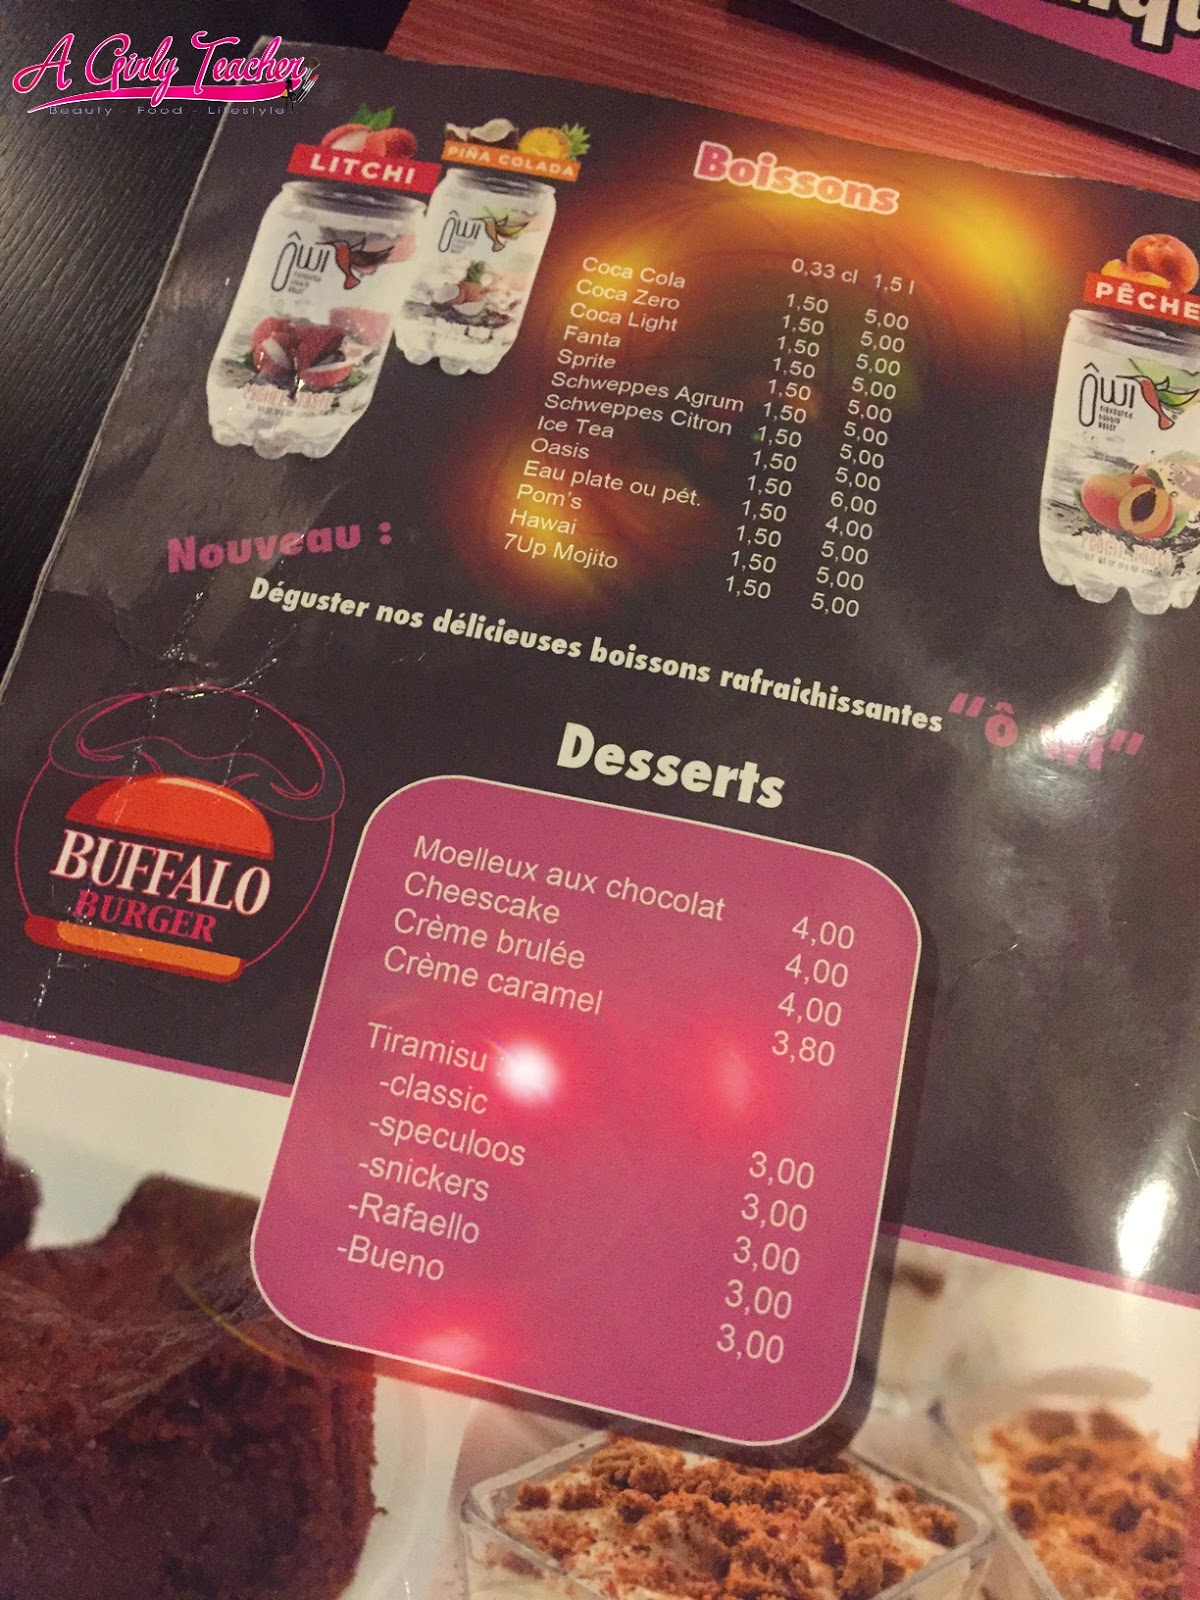 A Girly Teacher
Beauty - Food - Lifestyle..
LITCHI
PIÑA COLADA
Ôwi
Ôwi
PÊCHE
Ôwi
Boissons
0,33 cl 1,5 l
Coca Cola 1,50 5,00
Coca Zero 1,50 5,00
Coca Light 1,50 5,00
Fanta 1,50 5,00
Sprite 1,50 5,00
Schweppes Agrum 1,50 5,00
Schweppes Citron 1,50 5,00
Ice Tea 1,50 5,00
Oasis 1,50 6,00
Eau plate ou pét. 1,50 4,00
Pom's 1,50 5,00
Hawai 1,50 5,00
7Up Mojito 1,50 5,00
Nouveau :
Déguster nos délicieuses boissons rafraichissantes "Ô wi"
BUFFALO
BURGER
Desserts
Moelleux aux chocolat 4,00
Cheescake 4,00
Crème brulée 4,00
Crème caramel 3,80
Tiramisu :
-classic 3,00
-speculoos 3,00
-snickers 3,00
-Rafaello 3,00
-Bueno 3,00